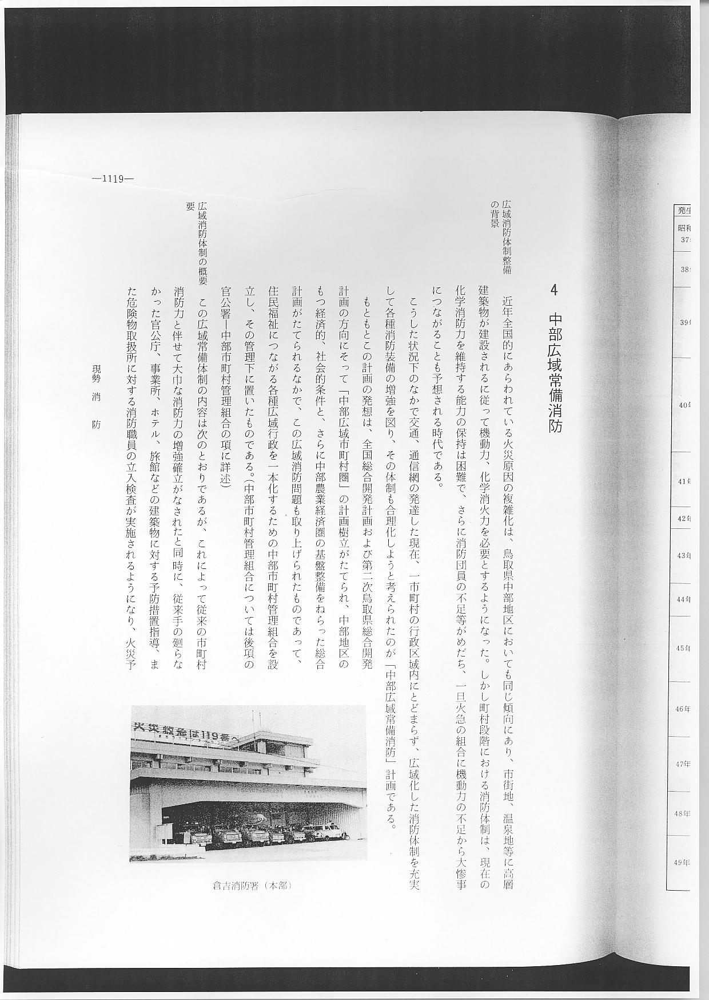 4　中部広域常備消防
広域消防体制整備
の背景
近年全国的にあらわれている火災原因の複雑化は、鳥取県中部地区においても同じ傾向にあり、市街地、温泉地等に高層
建築物が建設されるに従って機動力、化学消火力を必要とするようになった。しかし町村段階における消防体制は、現在の
化学消防力を維持する能力の保持は困難で、さらに消防団員の不足等がめだち、一旦火急の組合に機動力の不足から大惨事
につながることも予想される時代である。
こうした状況下のなかで交通、通信網の発達した現在、一市町村の行政区域内にとどまらず、広域化した消防体制を充実
して各種消防装備の増強を図り、その体制も合理化しようと考えられたのが「中部広域常備消防」計画である。
もともとこの計画の発想は、全国総合開発計画および第二次鳥取県総合開発
計画の方向にそって「中部広域市町村圏」の計画樹立がたてられ、中部地区の
もつ経済的、社会的条件と、さらに中部農業経済圏の基盤整備をねらった総合
計画がたてられるなかで、この広域消防問題も取り上げられたものであって、
住民福祉につながる各種広域行政を一本化するための中部市町村管理組合を設
立し、その管理下に置いたものである。（中部市町村管理組合については後項の
官公署―中部市町村管理組合の項に詳述）
広域消防体制の概要
要
この広域常備体制の内容は次のとおりであるが、これによって従来の市町村
消防力と伴せて大巾な消防力の増強確立がなされたと同時に、従来手の廻らな
かった官公庁、事業所、ホテル、旅館などの建築物に対する予防措置指導、ま
た危険物取扱所に対する消防職員の立入検査が実施されるようになり、火災予
火災救急は119番へ
倉吉消防署（本部）
現勢　消　防
―1119―
発生
昭和
37
38
39
40年
41年
42年
43年
44年
45年
46年
47年
48年
49年